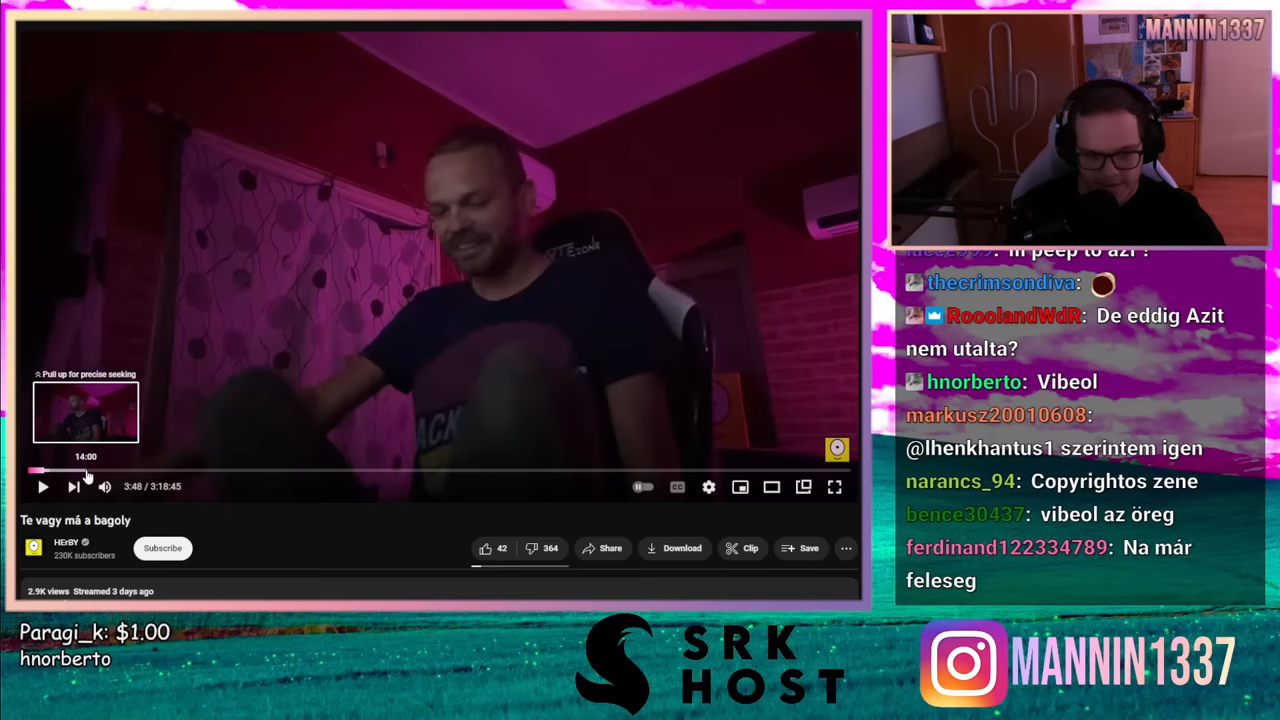 MANNIN1337
: m peep to azi ?
thecrimsondiva:
RooolandWdR: De eddig Azit
nem utalta?
hnorberto: Vibeol
markusz20010608:
@lhenkhantus1 szerintem igen
narancs_94: Copyrightos zene
bence30437: vibeol az öreg
ferdinand122334789: Na már
feleseg
Pull up for precise seeking
14:00
3:48 / 3:18:45
CC
Te vagy má a bagoly
HErBY
230K subscribers
Subscribe
42
364
Share
Download
Clip
Save
2.9K views Streamed 3 days ago
Paragi_k: $1.00
hnorberto
SRK
HOST
MANNIN1337